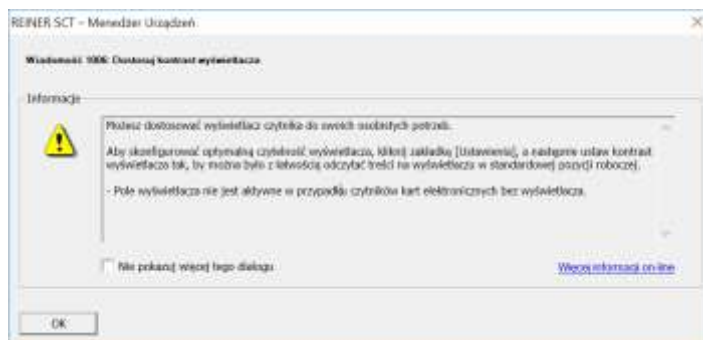 REINER SCT – Menedżer Urządzeń
Wiadomość 1006: Dostosuj kontrast wyświetlacza
Informacje
Możesz dostosować wyświetlacz czytnika do swoich osobistych potrzeb.
Aby skonfigurować optymalną czytelność wyświetlacza, kliknij zakładkę [Ustawienia], a następnie ustaw kontrast
wyświetlacza tak, by można było z łatwością odczytać treści na wyświetlaczu w standardowej pozycji roboczej.
- Pole wyświetlacza nie jest aktywne w przypadku czytników kart elektronicznych bez wyświetlacza.
Nie pokazuj więcej tego dialogu
Więcej informacji on-line
OK